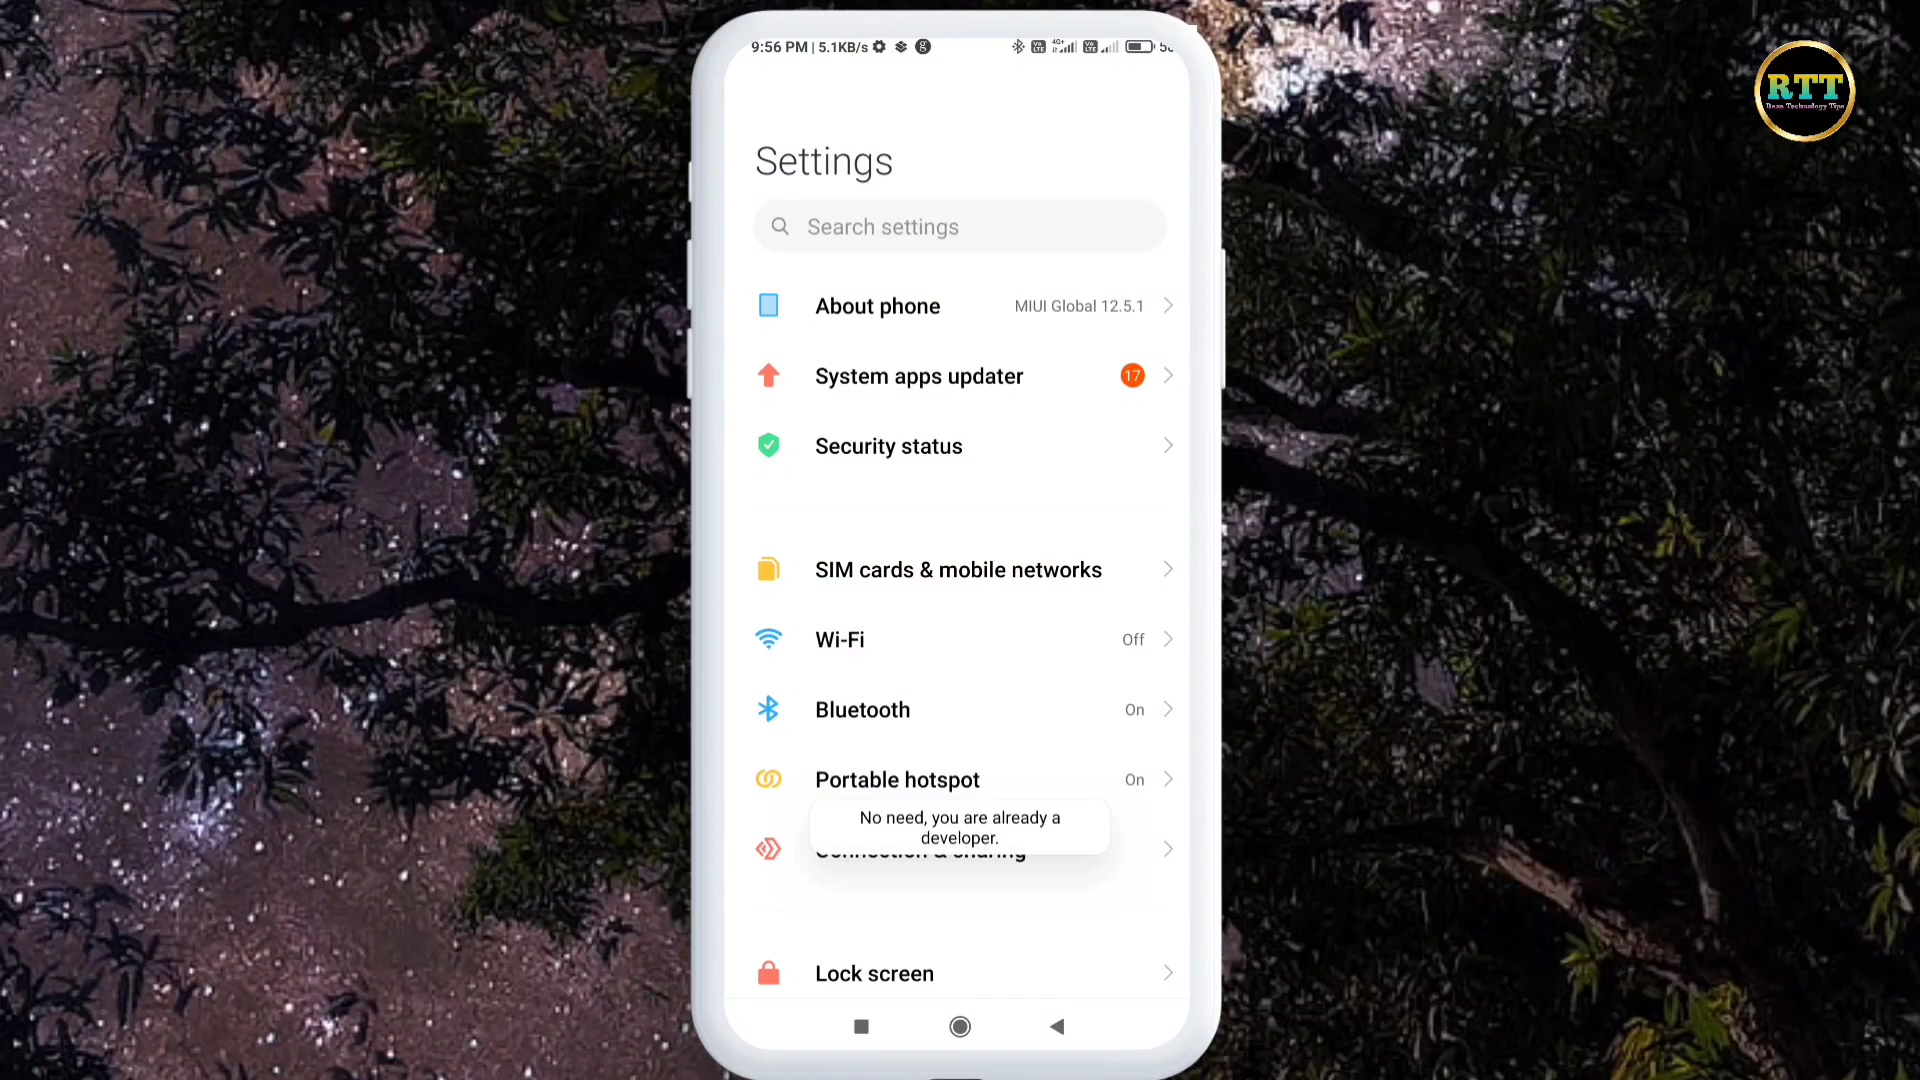 9:56 PM | 5.1KB/s
RTT
Raza Technology Tips
Settings
Search settings
About phone
MIUI Global 12.5.1
System apps updater
17
Security status
SIM cards & mobile networks
Wi-Fi
Off
Bluetooth
On
Portable hotspot
On
No need, you are already a
developer.
Connection & sharing
Lock screen